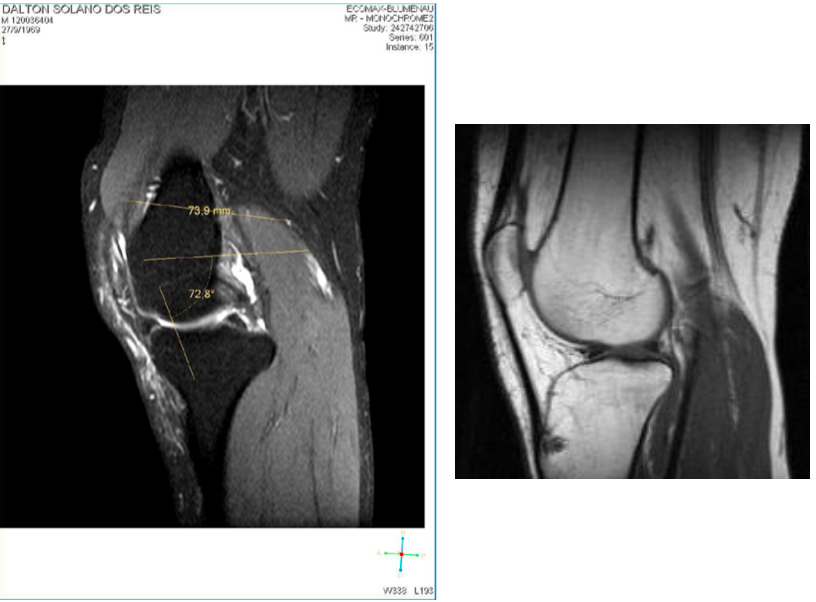 DALTON SOLANO DOS REIS
M 120036404
27/9/1969
ECOMAX-BLUMENAU
MR - MONOCHROME2
Study: 242742706
Series: 601
Instance: 15
73,9 mm
72,8°
W338 L193